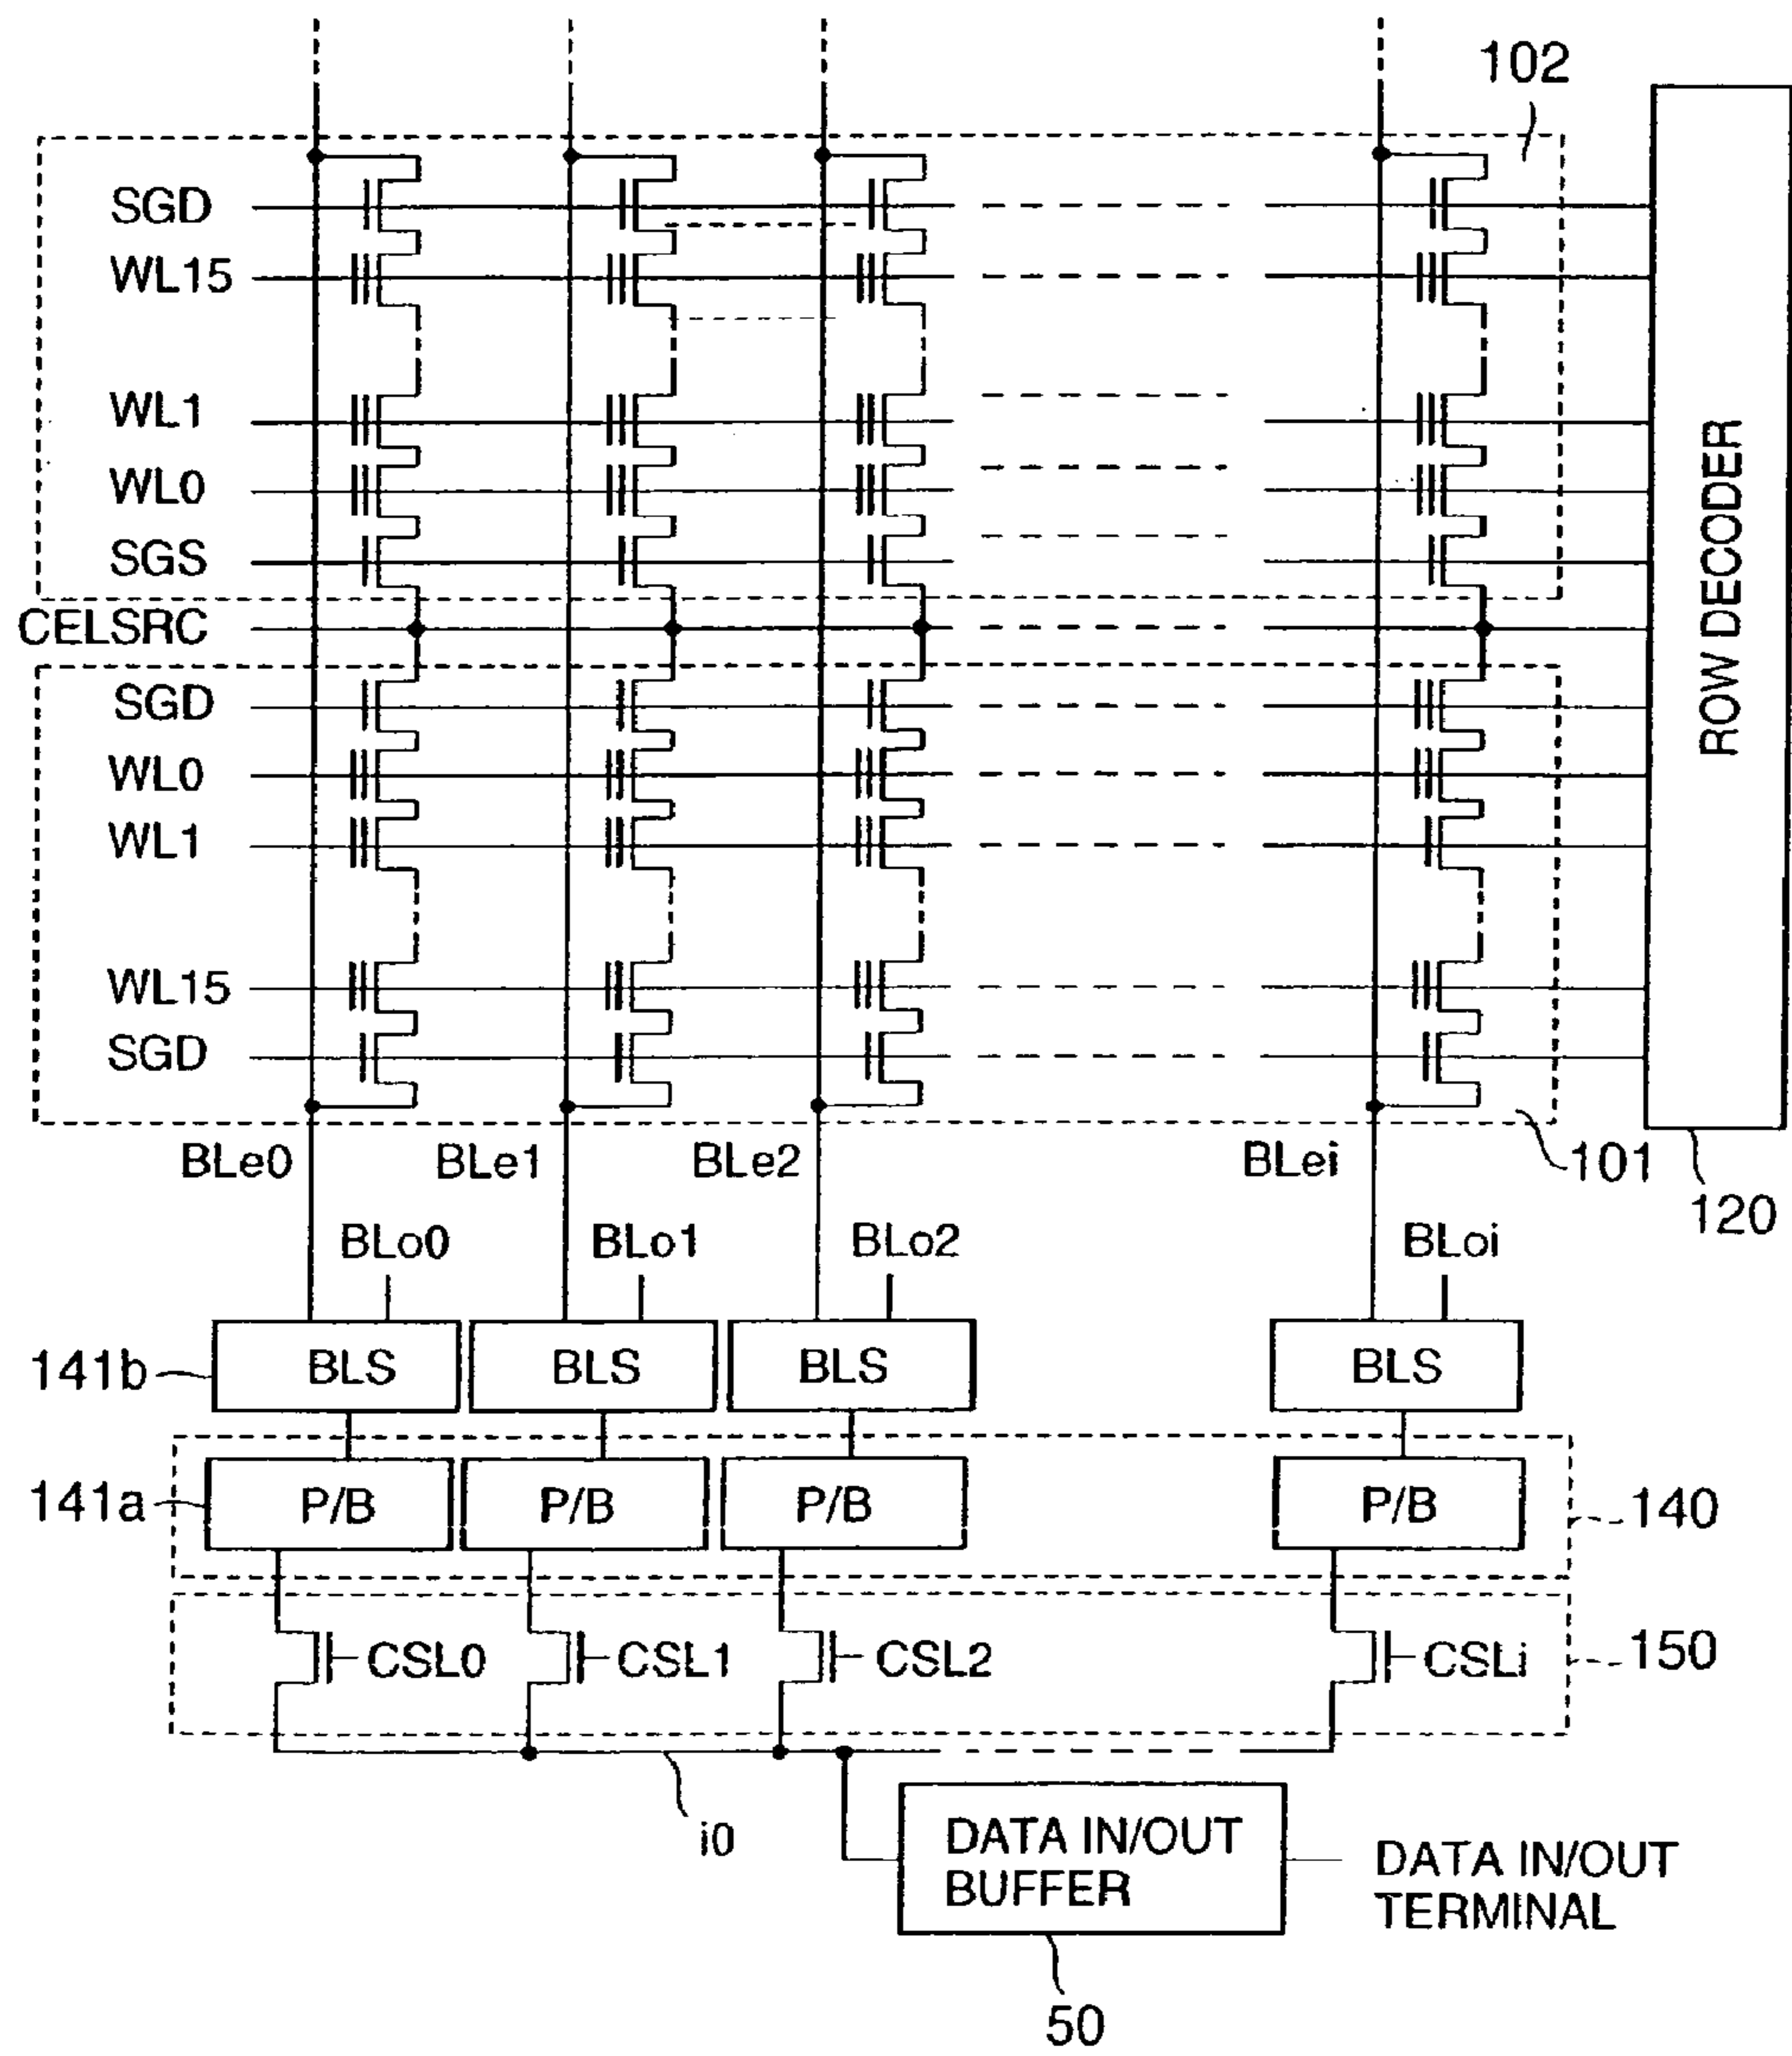 102
SGD
WL15
WL1
WL0
SGS
CELSRC
SGD
WL0
WL1
WL15
SGD
ROW DECODER
BLe0 BLe1 BLe2 BLei
101
120
BLo0 BLo1 BLo2 BLoi
141b BLS BLS BLS BLS
141a P/B P/B P/B P/B 140
CSL0 CSL1 CSL2 CSLi 150
i0
DATA IN/OUT
BUFFER
DATA IN/OUT
TERMINAL
50